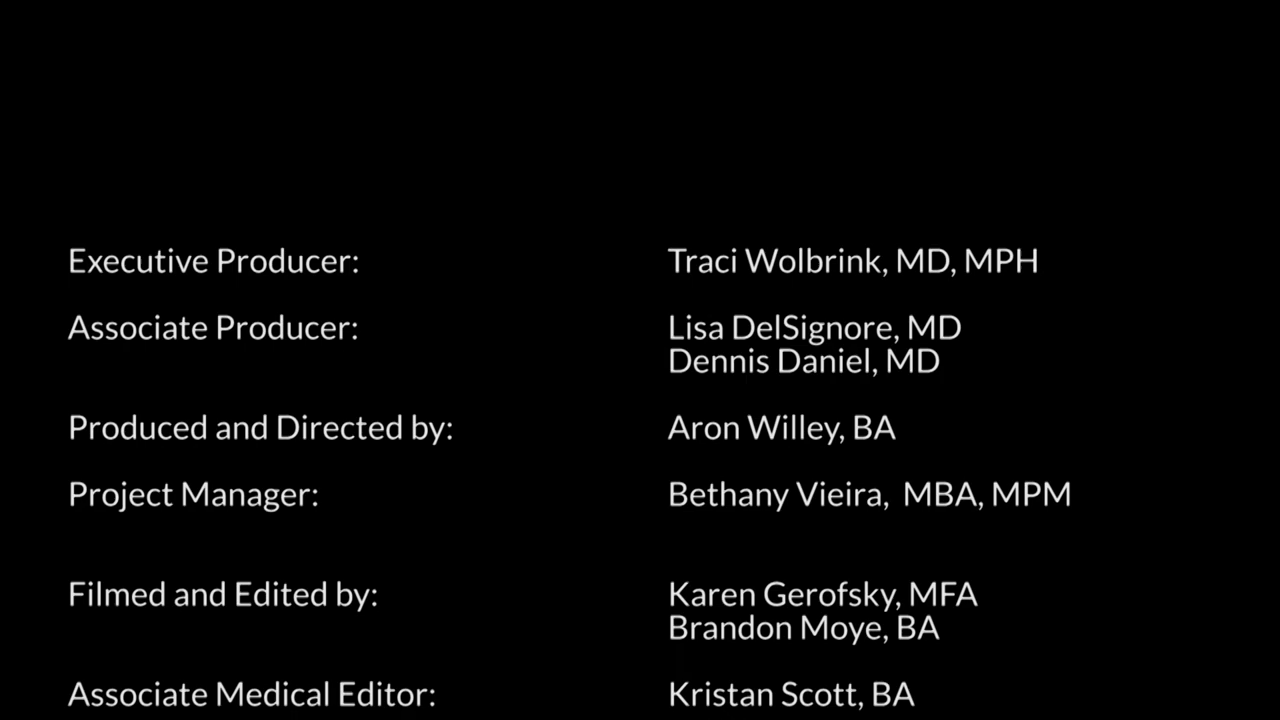 Executive Producer: Traci Wolbrink, MD, MPH
Associate Producer: Lisa DelSignore, MD
Dennis Daniel, MD
Produced and Directed by: Aron Willey, BA
Project Manager: Bethany Vieira,  MBA, MPM
Filmed and Edited by: Karen Gerofsky, MFA
Brandon Moye, BA
Associate Medical Editor: Kristan Scott, BA